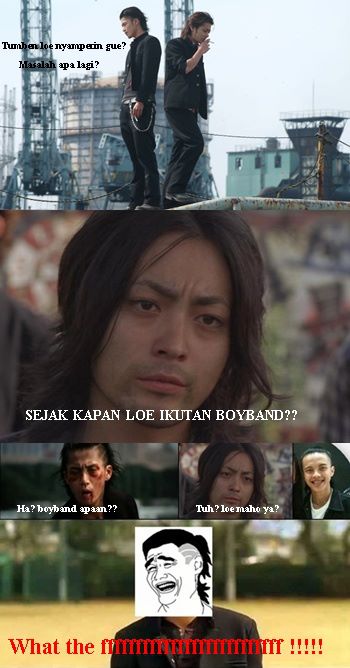 Tumben loe nyamperin gue?
Masalah apa lagi?
SEJAK KAPAN LOE IKUTAN BOYBAND??
Ha? boyband apaan??
Tuh? loe maho ya?
What the fffffffffffffffffffffffffff !!!!!